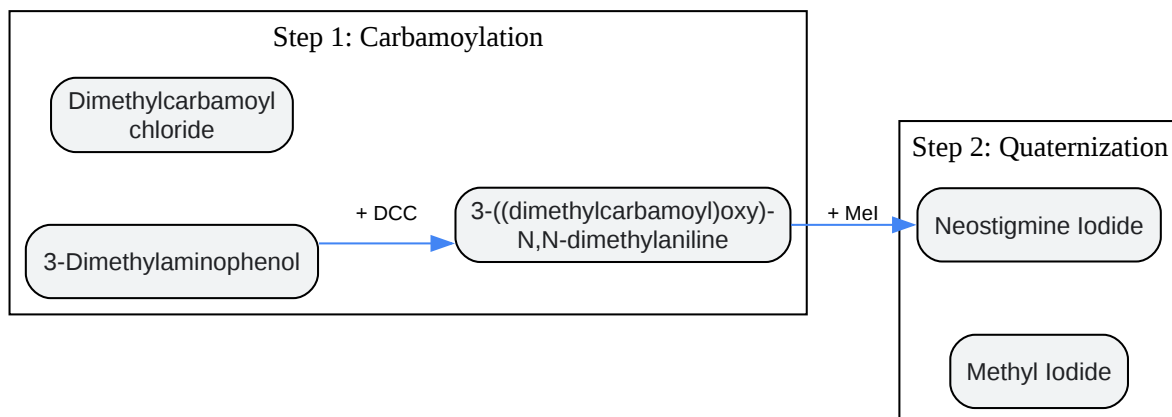 Step 1: Carbamoylation
Dimethylcarbamoyl
chloride
3-Dimethylaminophenol
+ DCC
3-((dimethylcarbamoyl)oxy)-
N,N-dimethylaniline
+ MeI
Step 2: Quaternization
Neostigmine Iodide
Methyl Iodide